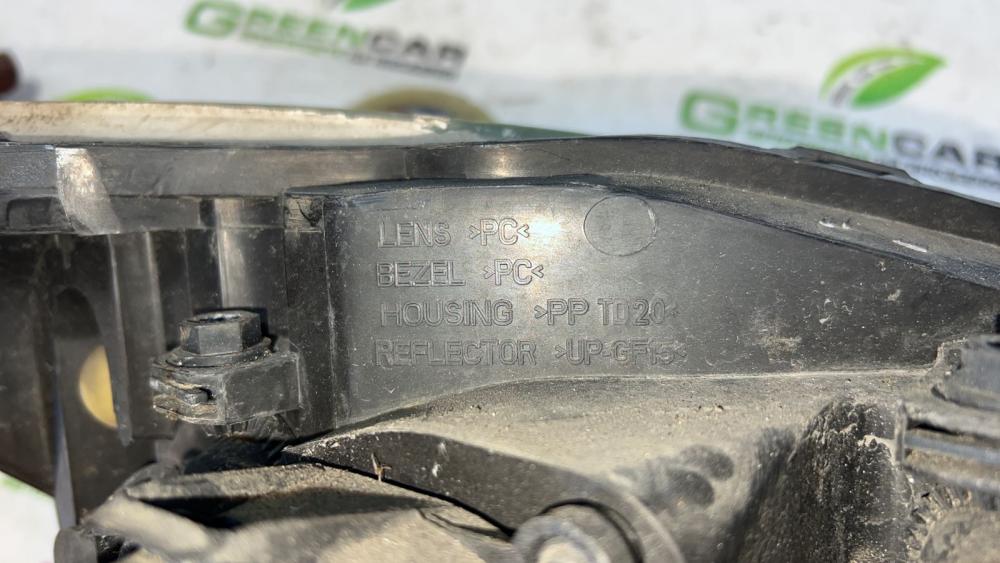 GREENCAR
GREENCAR
LENS >PC<
BEZEL >PC<
HOUSING >PP TD20<
REFLECTOR >UP-GF15<